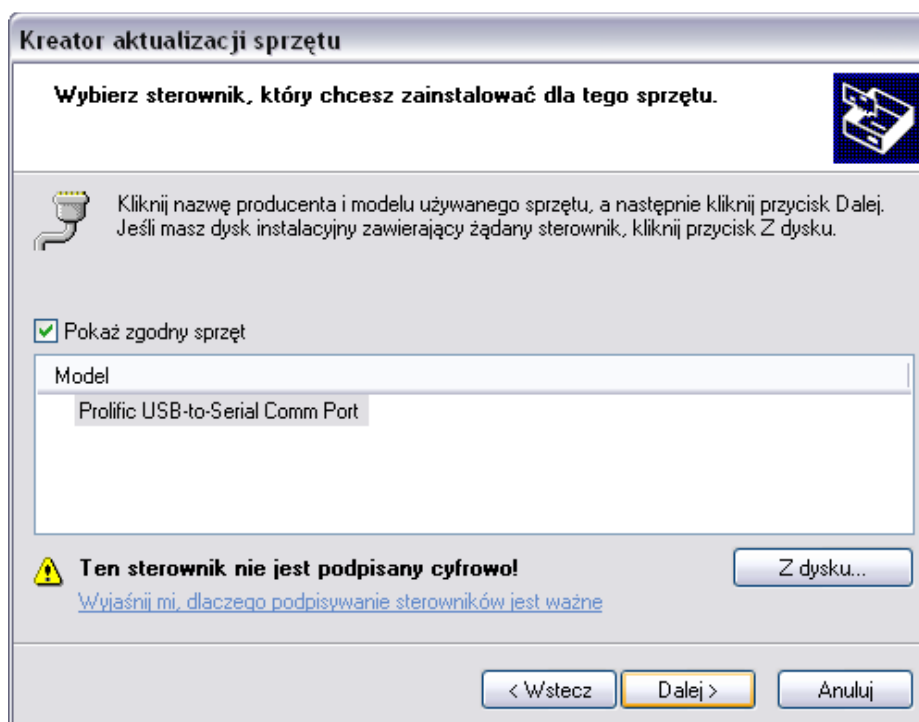 Kreator aktualizacji sprzętu
Wybierz sterownik, który chcesz zainstalować dla tego sprzętu.
Kliknij nazwę producenta i modelu używanego sprzętu, a następnie kliknij przycisk Dalej.
Jeśli masz dysk instalacyjny zawierający żądany sterownik, kliknij przycisk Z dysku.
Pokaż zgodny sprzęt
Model
Prolific USB-to-Serial Comm Port
Ten sterownik nie jest podpisany cyfrowo!
Z dysku...
Wyjaśnij mi, dlaczego podpisywanie sterowników jest ważne
< Wstecz
Dalej >
Anuluj